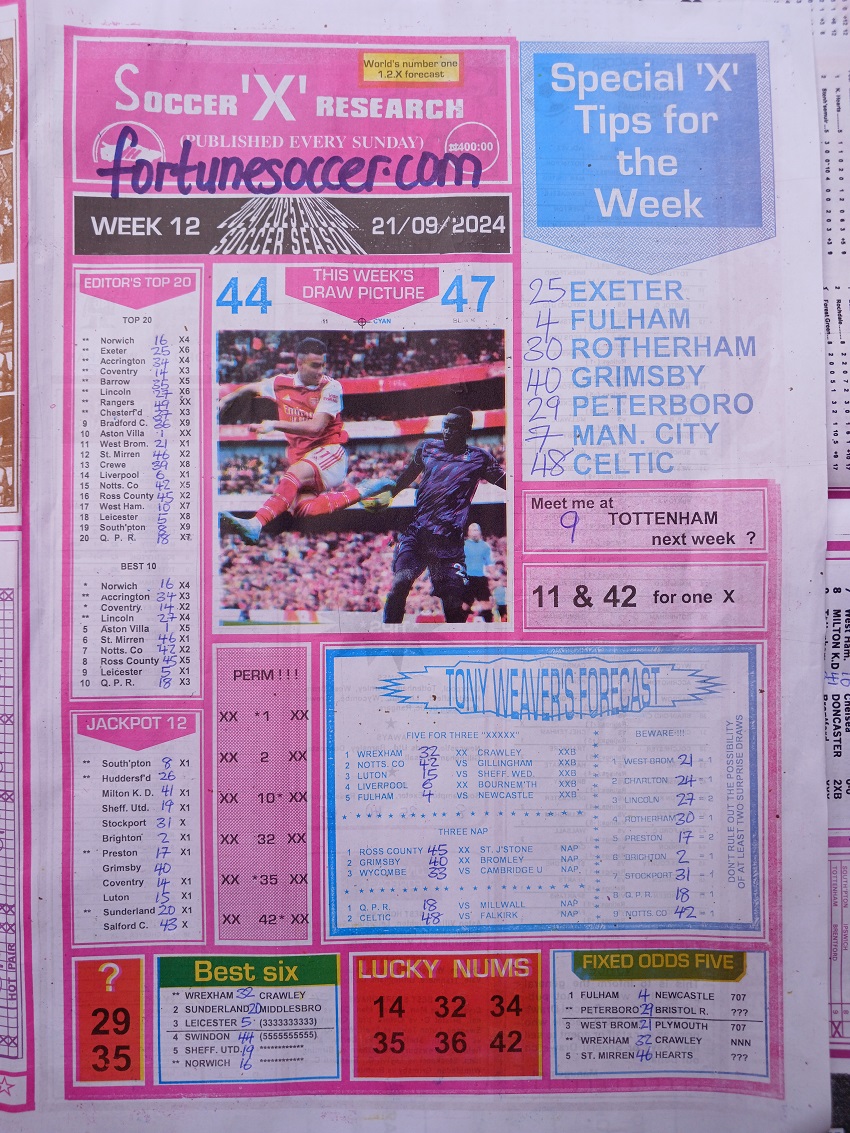 World's number one
1.2.X forecast
SOCCER 'X' RESEARCH
(PUBLISHED EVERY SUNDAY)
fortunesoccer.com
WEEK 12
SOCCER SEASON
21/09/2024
Special 'X'
Tips for
the
Week
25 EXETER
4 FULHAM
30 ROTHERHAM
40 GRIMSBY
29 PETERBORO
7 MAN. CITY
48 CELTIC
Meet me at
9 TOTTENHAM
next week ?
11 & 42 for one X
EDITOR'S TOP 20
TOP 20
** Norwich 16 X4
** Exeter 25 X6
** Accrington 34 X4
** Coventry 14 X3
** Barrow 35 X5
** Lincoln 27 X6
** Rangers 49 XX
** Chesterf'd 37 X3
9 Bradford C. 36 X9
10 Aston Villa 1 XX
11 West Brom. 21 X1
12 St. Mirren 46 X2
13 Crewe 39 X8
14 Liverpool 6 X1
15 Notts. Co 42 X5
16 Ross County 45 X2
17 West Ham. 10 X7
18 Leicester 5 X8
19 South'pton 8 X9
20 Q. P. R. 18 X7
BEST 10
* Norwich 16 X4
** Accrington 34 X3
* Coventry 14 X2
** Lincoln 27 X4
5 Aston Villa 1 X5
6 St. Mirren 46 X1
7 Notts. Co 42 X2
8 Ross County 45 X5
9 Leicester 5 X1
10 Q. P. R. 18 X3
44
THIS WEEK'S
DRAW PICTURE
47
CYAN
JACKPOT 12
** South'pton 8 X1
** Huddersf'd 26
Milton K. D. 41 X1
Sheff. Utd. 19 X1
Stockport 31 X
Brighton 2 X1
** Preston 17 X1
Grimsby 40
Coventry 14 X1
Luton 15 X1
** Sunderland 20 X1
Salford C. 43 X
PERM !!!
XX *1 XX
XX 2 XX
XX 10* XX
XX 32 XX
XX *35 XX
XX 42* XX
TONY WEAVER'S FORECAST
FIVE FOR THREE "XXXXX"
1 WREXHAM 32 XX CRAWLEY XXB
2 NOTTS. CO 42 VS GILLINGHAM XXB
3 LUTON 15 VS SHEFF. WED. XXB
4 LIVERPOOL 6 XX BOURNEM'TH XXB
5 FULHAM 4 VS NEWCASTLE XXB
THREE NAP
1 ROSS COUNTY 45 XX ST. J'STONE NAP
2 GRIMSBY 40 XX BROMLEY NAP
3 WYCOMBE 33 VS CAMBRIDGE U NAP
1 Q. P.R. 18 VS MILLWALL NAP
2 CELTIC 48 VS FALKIRK NAP
BEWARE !!!
1 WEST BROM. 21 = 1
2 CHARLTON 24 = 1
3 LINCOLN 27 = 2
4 ROTHERHAM 30 = 1
5 PRESTON 17 = 2
6 BRIGHTON 2 = 1
7 STOCKPORT 31 = 1
8 Q. P.R. 18 = 1
9 NOTTS. CO 42 = 1
DON'T RULE OUT THE POSSIBILITY
OF AT LEAST TWO SURPRISE DRAWS
?
29
35
Best six
** WREXHAM 32 CRAWLEY
2 SUNDERLAND 20 MIDDLESBRO
3 LEICESTER 5 (3333333333)
4 SWINDON 44 (5555555555)
5 SHEFF. UTD. 19 ************
** NORWICH 16 ************
LUCKY NUMS
14 32 34
35 36 42
FIXED ODDS FIVE
1 FULHAM 4 NEWCASTLE 707
** PETERBORO 29 BRISTOL R. ???
3 WEST BROM 21 PLYMOUTH 707
** WREXHAM 32 CRAWLEY NNN
5 ST. MIRREN 46 HEARTS ???
HOT PAIR
West Ham. 10 Chelsea
8 MILTON K.D 41 DONCASTER 2XB